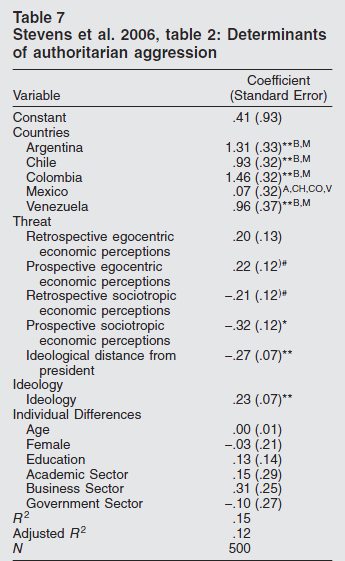 Table 7
Stevens et al. 2006, table 2: Determinants
of authoritarian aggression
Coefficient
Variable (Standard Error)
Constant .41 (.93)
Countries
Argentina 1.31 (.33)**B,M
Chile .93 (.32)**B,M
Colombia 1.46 (.32)**B,M
Mexico .07 (.32)A,CH,CO,V
Venezuela .96 (.37)**B,M
Threat
Retrospective egocentric .20 (.13)
economic perceptions
Prospective egocentric .22 (.12)#
economic perceptions
Retrospective sociotropic –.21 (.12)#
economic perceptions
Prospective sociotropic –.32 (.12)*
economic perceptions
Ideological distance from –.27 (.07)**
president
Ideology
Ideology .23 (.07)**
Individual Differences
Age .00 (.01)
Female –.03 (.21)
Education .13 (.14)
Academic Sector .15 (.29)
Business Sector .31 (.25)
Government Sector –.10 (.27)
R2 .15
Adjusted R2 .12
N 500